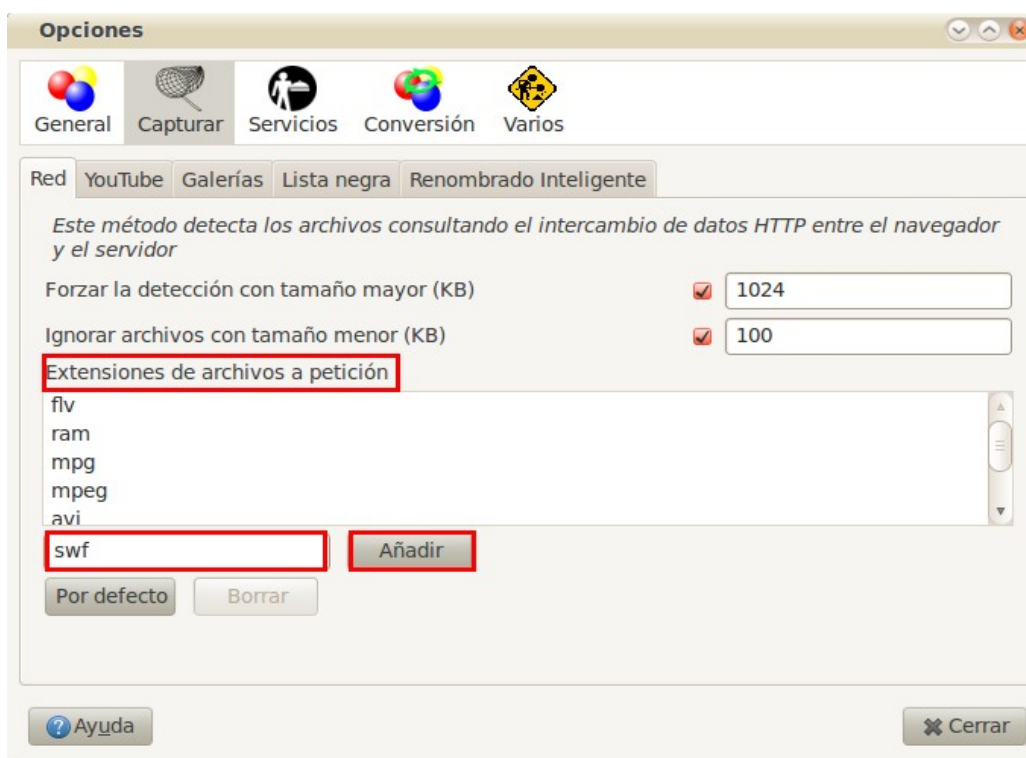 Opciones
General Capturar Servicios Conversión Varios
Red YouTube Galerías Lista negra Renombrado Inteligente
Este método detecta los archivos consultando el intercambio de datos HTTP entre el navegador
y el servidor
Forzar la detección con tamaño mayor (KB) 1024
Ignorar archivos con tamaño menor (KB) 100
Extensiones de archivos a petición
flv
ram
mpg
mpeg
avi
swf Añadir
Por defecto Borrar
Ayuda Cerrar